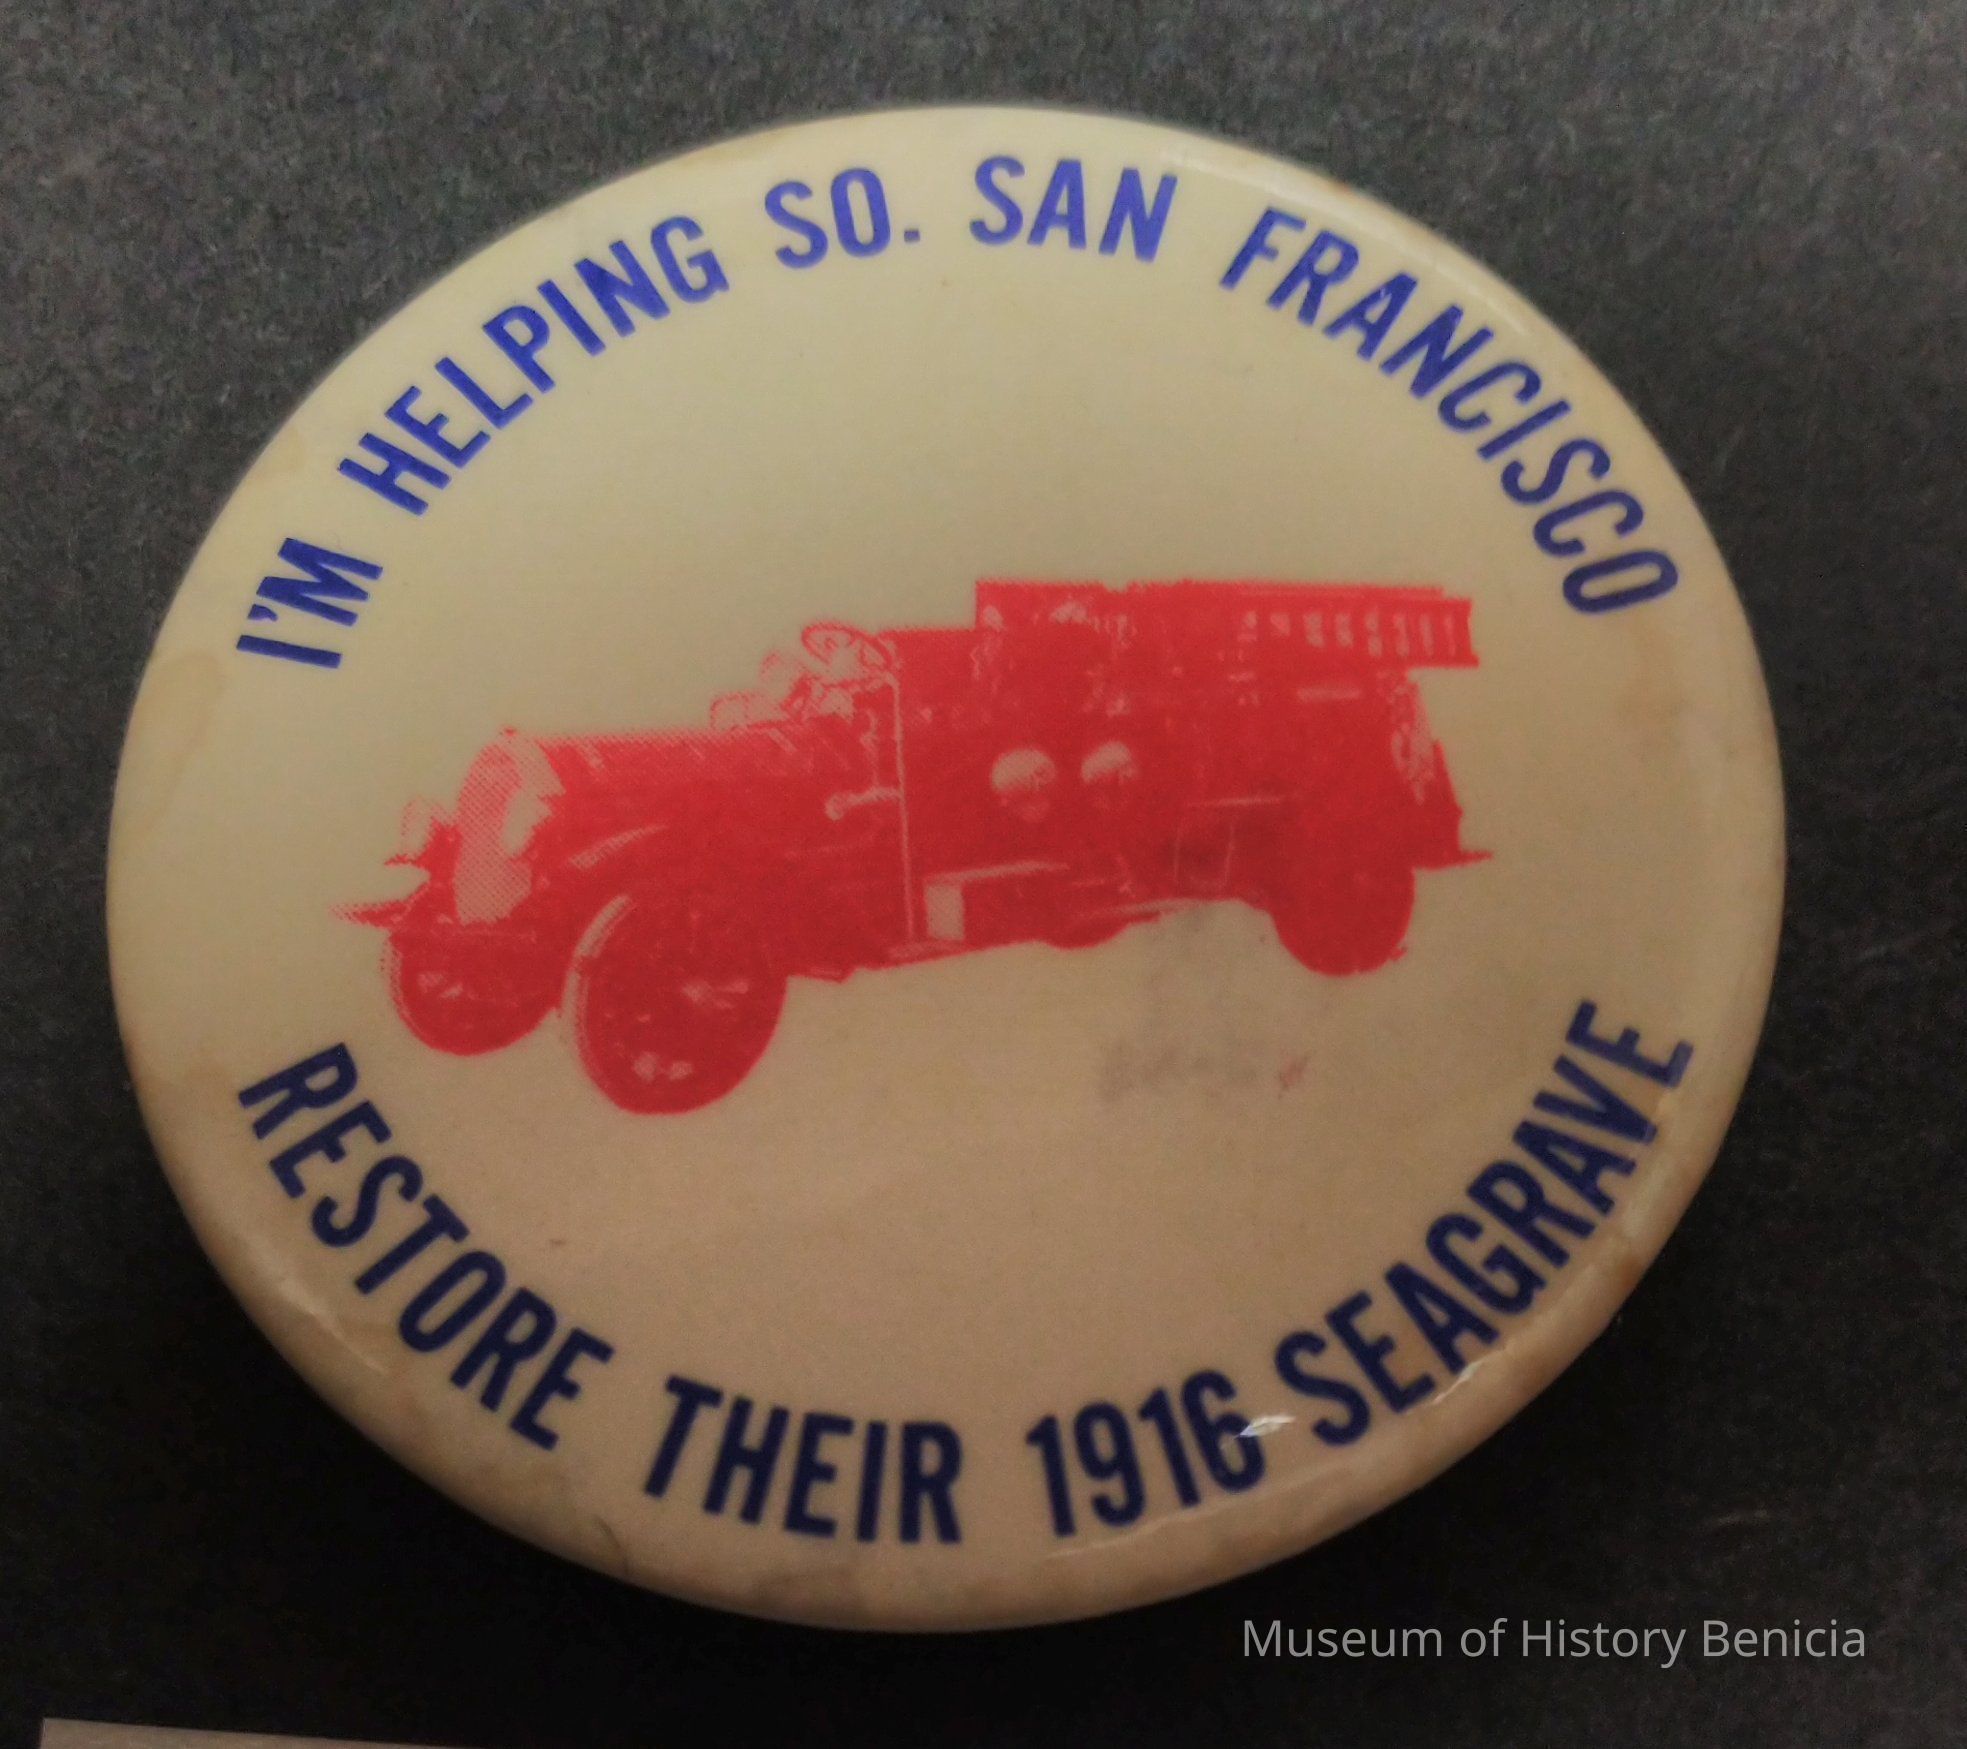 I'M HELPING SO. SAN FRANCISCO
RESTORE THEIR 1916 SEAGRAVE
Museum of History Benicia